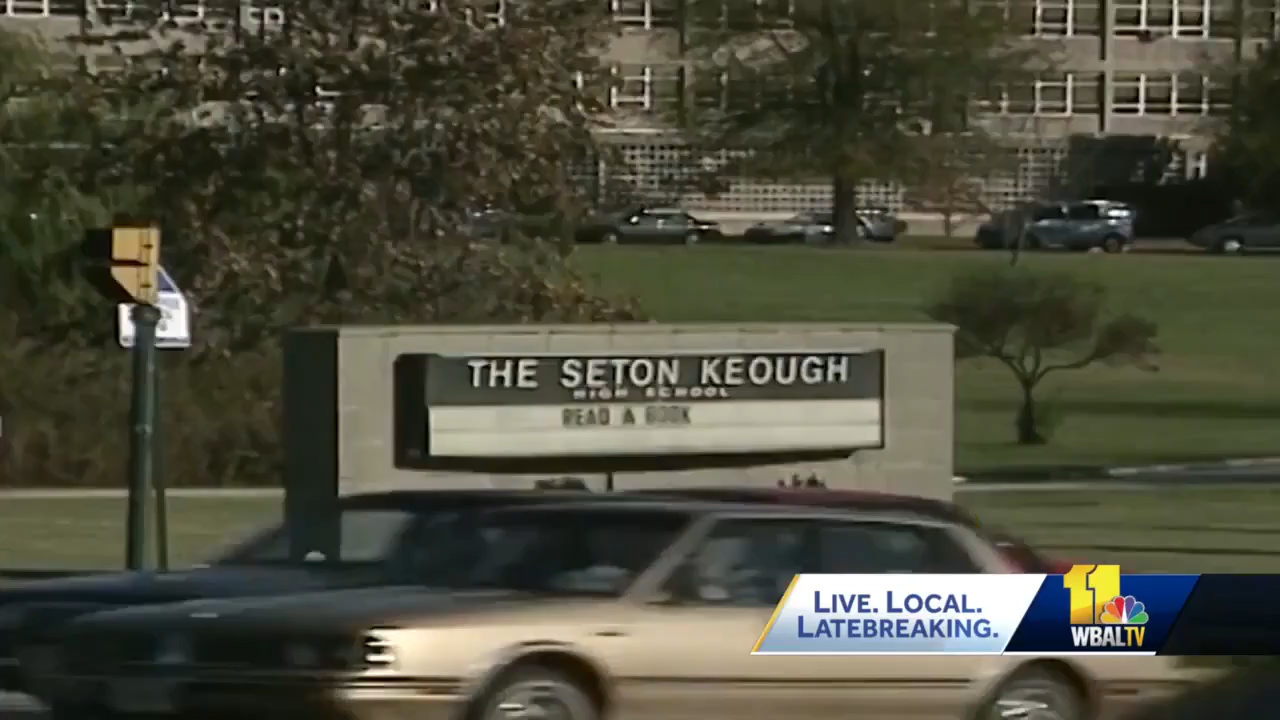 THE SETON KEOUGH
HIGH SCHOOL
READ A BOOK
LIVE. LOCAL.
LATEBREAKING.
11
WBALTV